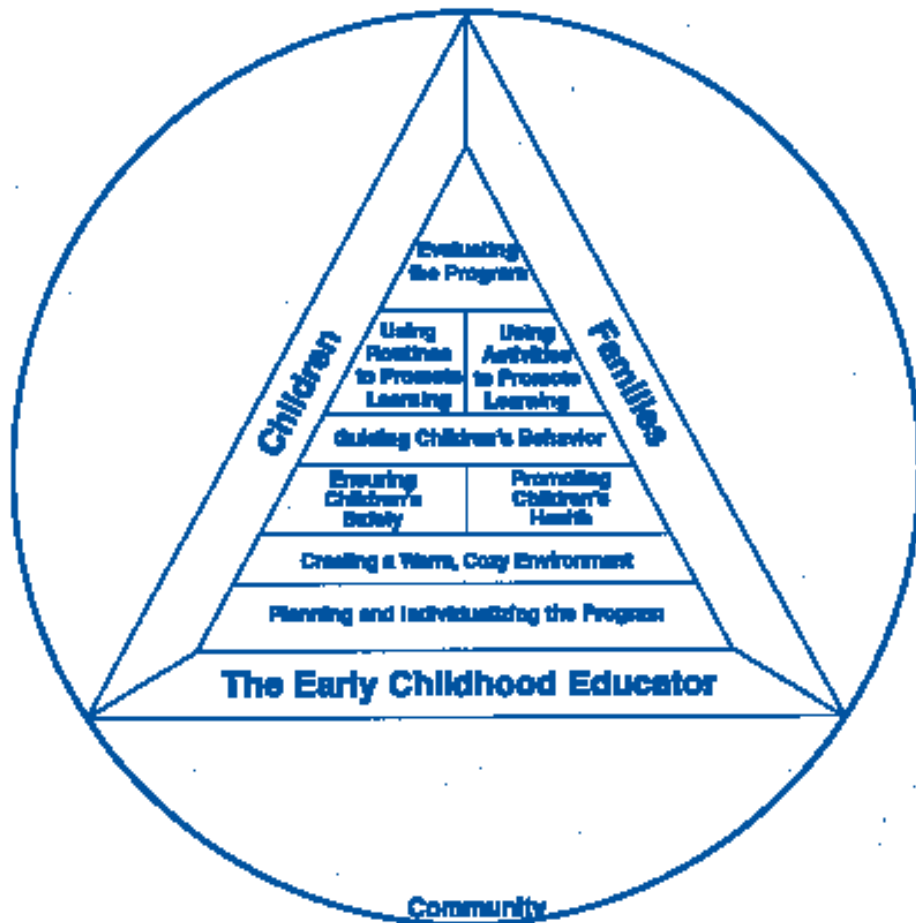 Evaluating
the Program
Using
Routines
to Promote
Learning
Using
Activities
to Promote
Learning
Children
Families
Guiding Children's Behavior
Ensuring
Children's
Safety
Promoting
Children's
Health
Creating a Warm, Cozy Environment
Planning and Individualizing the Program
The Early Childhood Educator
Community